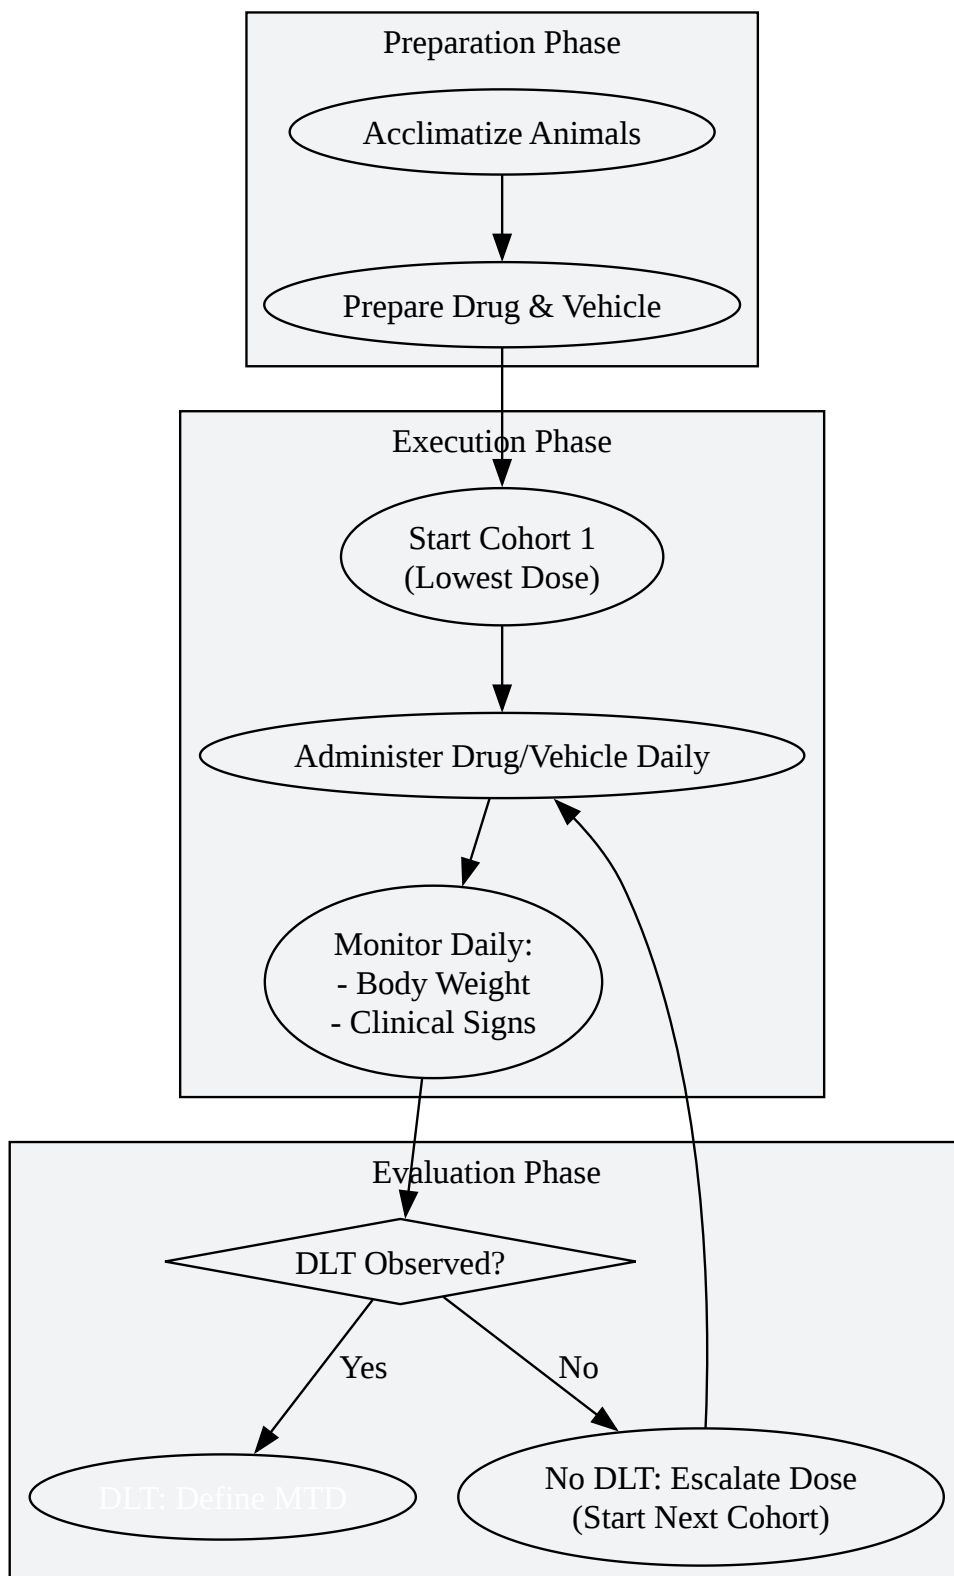 Preparation Phase
Acclimatize Animals
Prepare Drug & Vehicle
Execution Phase
Start Cohort 1
(Lowest Dose)
Administer Drug/Vehicle Daily
Monitor Daily:
- Body Weight
- Clinical Signs
Evaluation Phase
DLT Observed?
Yes
No
DLT: Define MTD
No DLT: Escalate Dose
(Start Next Cohort)